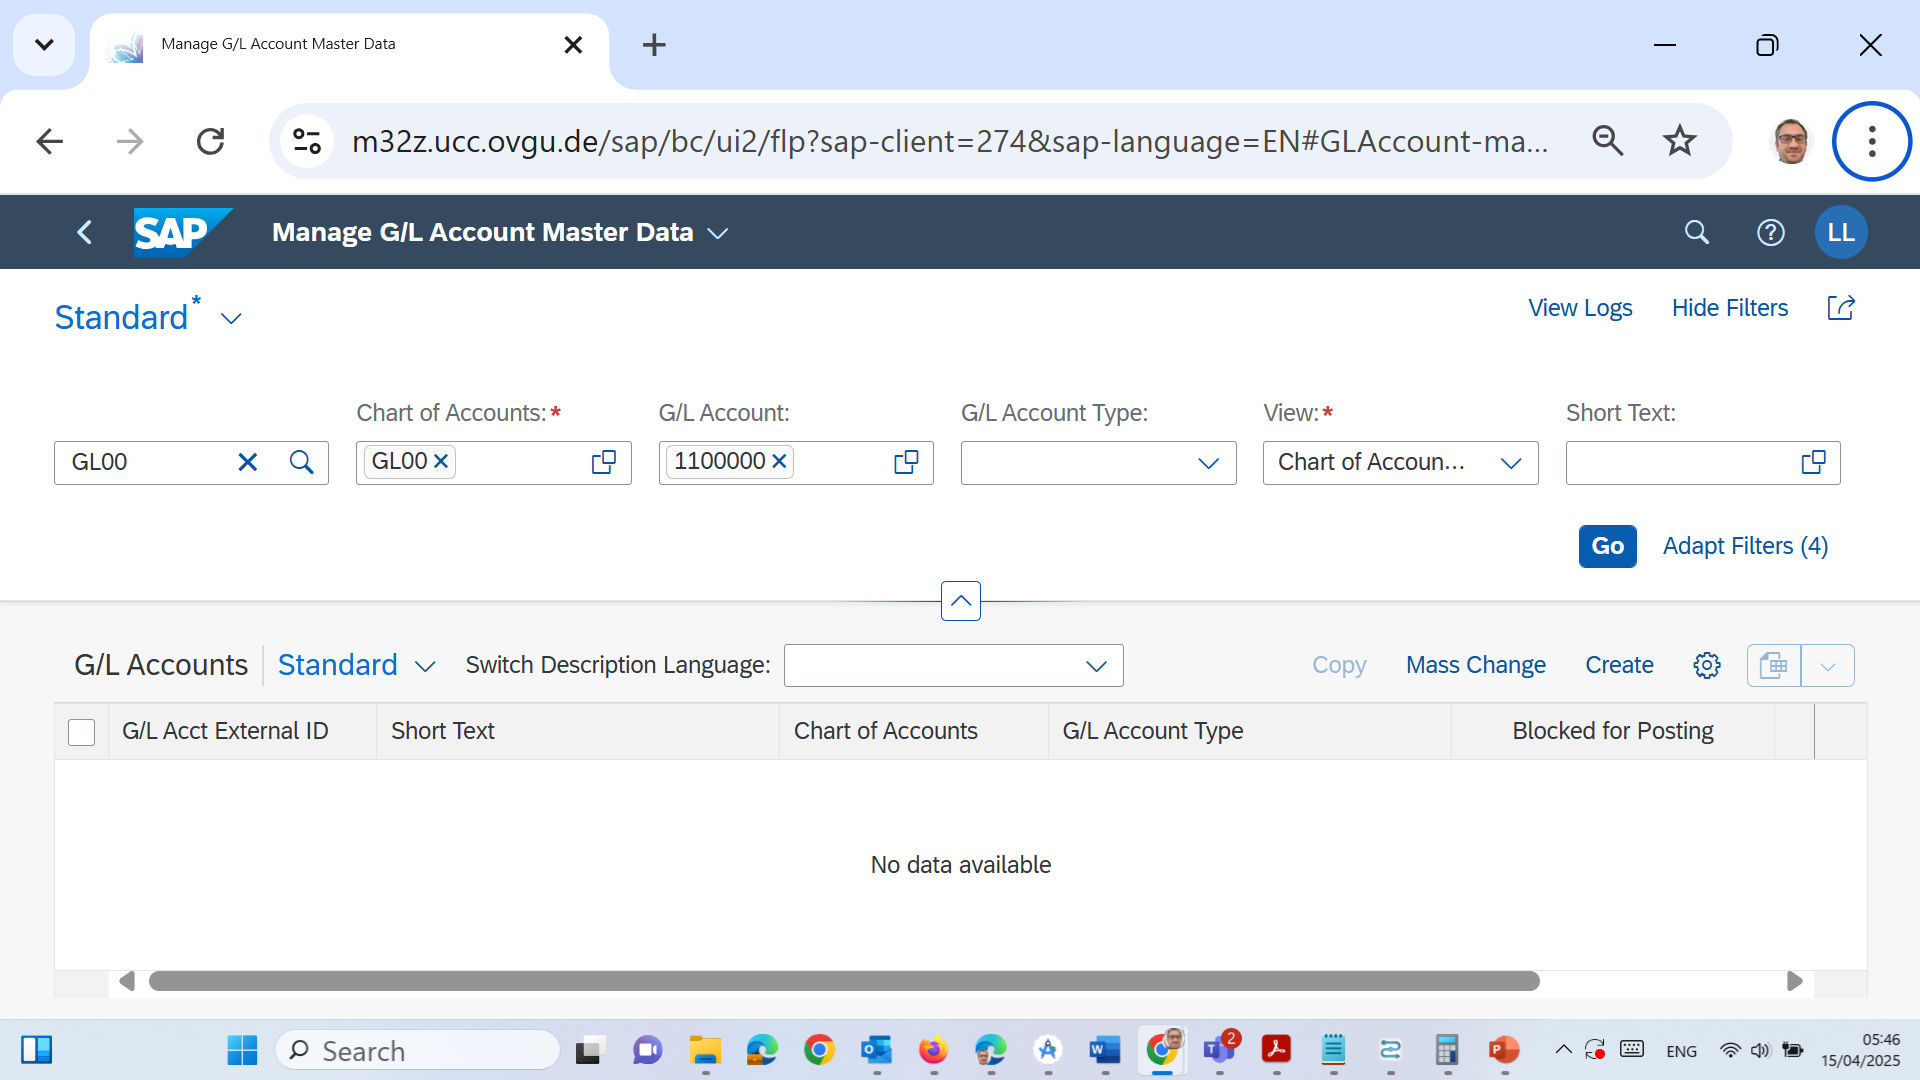 Manage G/L Account Master Data
m32z.ucc.ovgu.de/sap/bc/ui2/flp?sap-client=274&sap-language=EN#GLAccount-ma...
SAP
Manage G/L Account Master Data
LL
Standard*
View Logs
Hide Filters
Chart of Accounts:*
G/L Account:
G/L Account Type:
View:*
Short Text:
GL00
GL00
1100000
Chart of Accoun...
Go
Adapt Filters (4)
G/L Accounts
Standard
Switch Description Language:
Copy
Mass Change
Create
G/L Acct External ID
Short Text
Chart of Accounts
G/L Account Type
Blocked for Posting
No data available
Search
2
ENG
05:46
15/04/2025